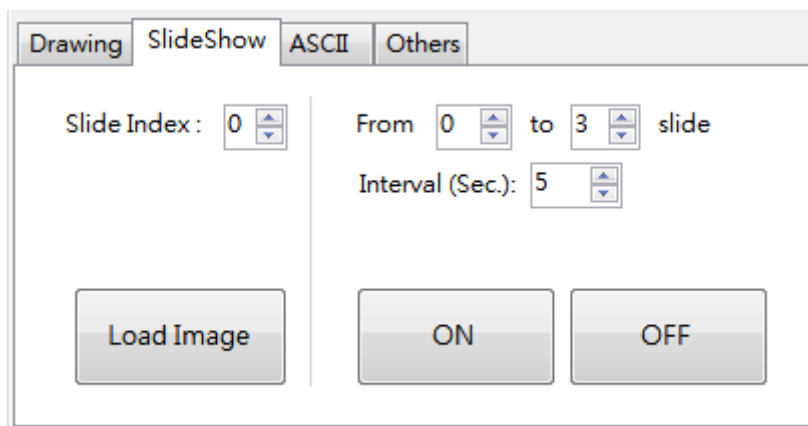 Drawing SlideShow ASCII Others
Slide Index : 0 From 0 to 3 slide
Interval (Sec.): 5
Load Image ON OFF